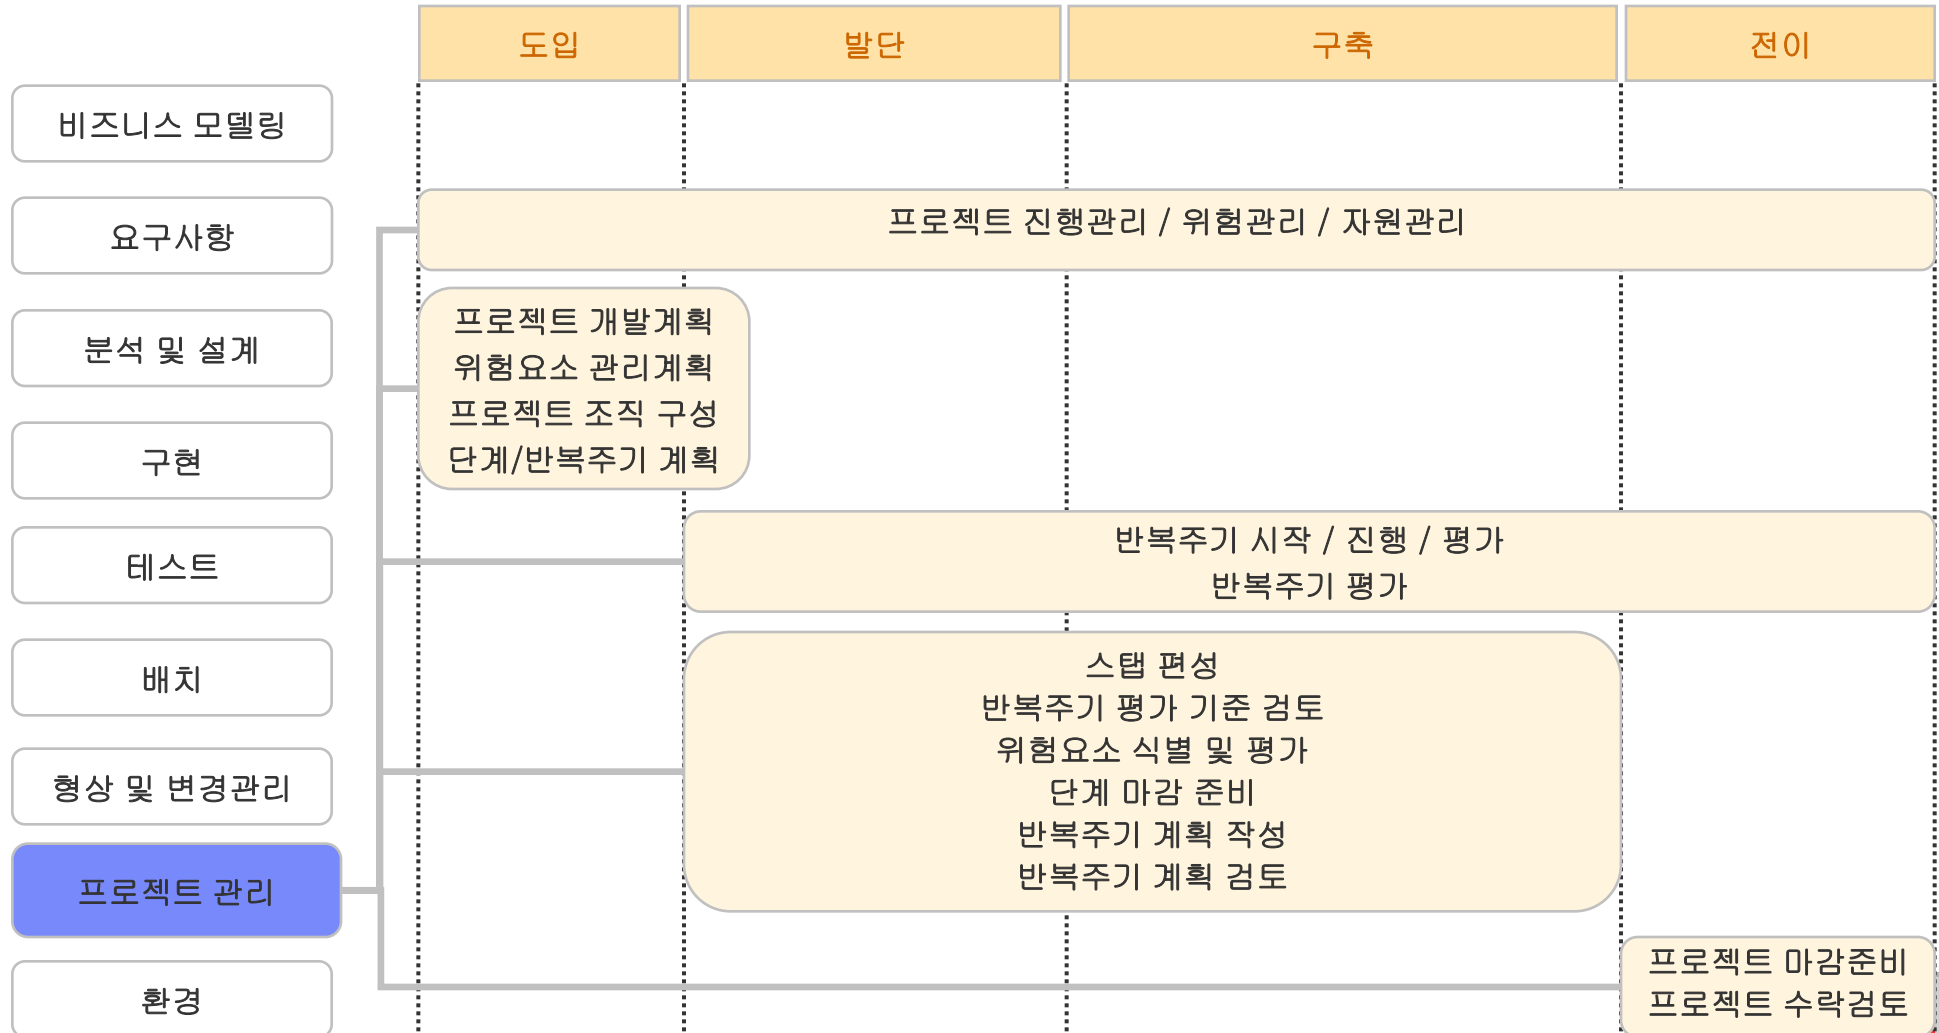 도입
발단
구축
전이
비즈니스 모델링
요구사항
분석 및 설계
구현
테스트
배치
형상 및 변경관리
프로젝트 관리
환경
프로젝트 진행관리 / 위험관리 / 자원관리
프로젝트 개발계획
위험요소 관리계획
프로젝트 조직 구성
단계/반복주기 계획
반복주기 시작 / 진행 / 평가
반복주기 평가
스탭 편성
반복주기 평가 기준 검토
위험요소 식별 및 평가
단계 마감 준비
반복주기 계획 작성
반복주기 계획 검토
프로젝트 마감준비
프로젝트 수락검토